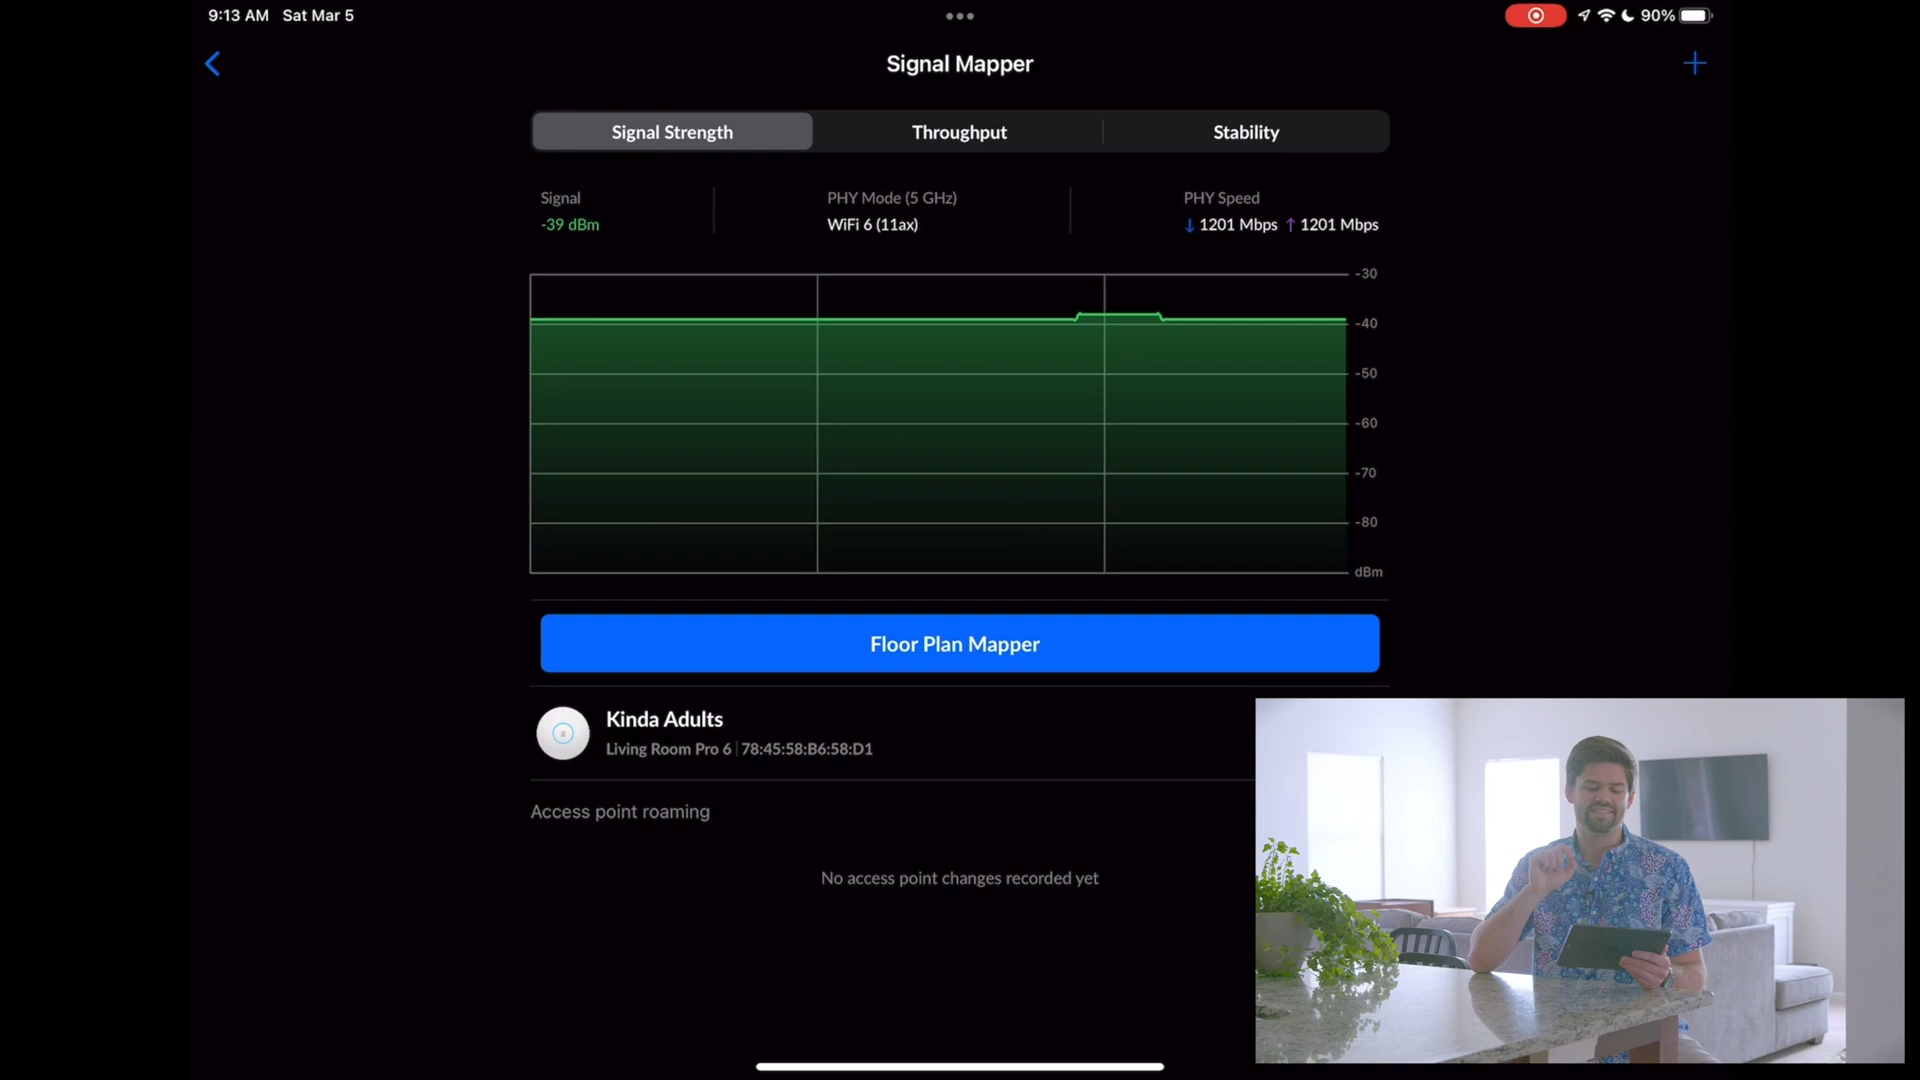 9:13 AM Sat Mar 5
90%
Signal Mapper
Signal Strength
Throughput
Stability
Signal
-39 dBm
PHY Mode (5 GHz)
WiFi 6 (11ax)
PHY Speed
↓ 1201 Mbps ↑ 1201 Mbps
-30
-40
-50
-60
-70
-80
dBm
Floor Plan Mapper
Kinda Adults
Living Room Pro 6 | 78:45:58:B6:58:D1
Access point roaming
No access point changes recorded yet